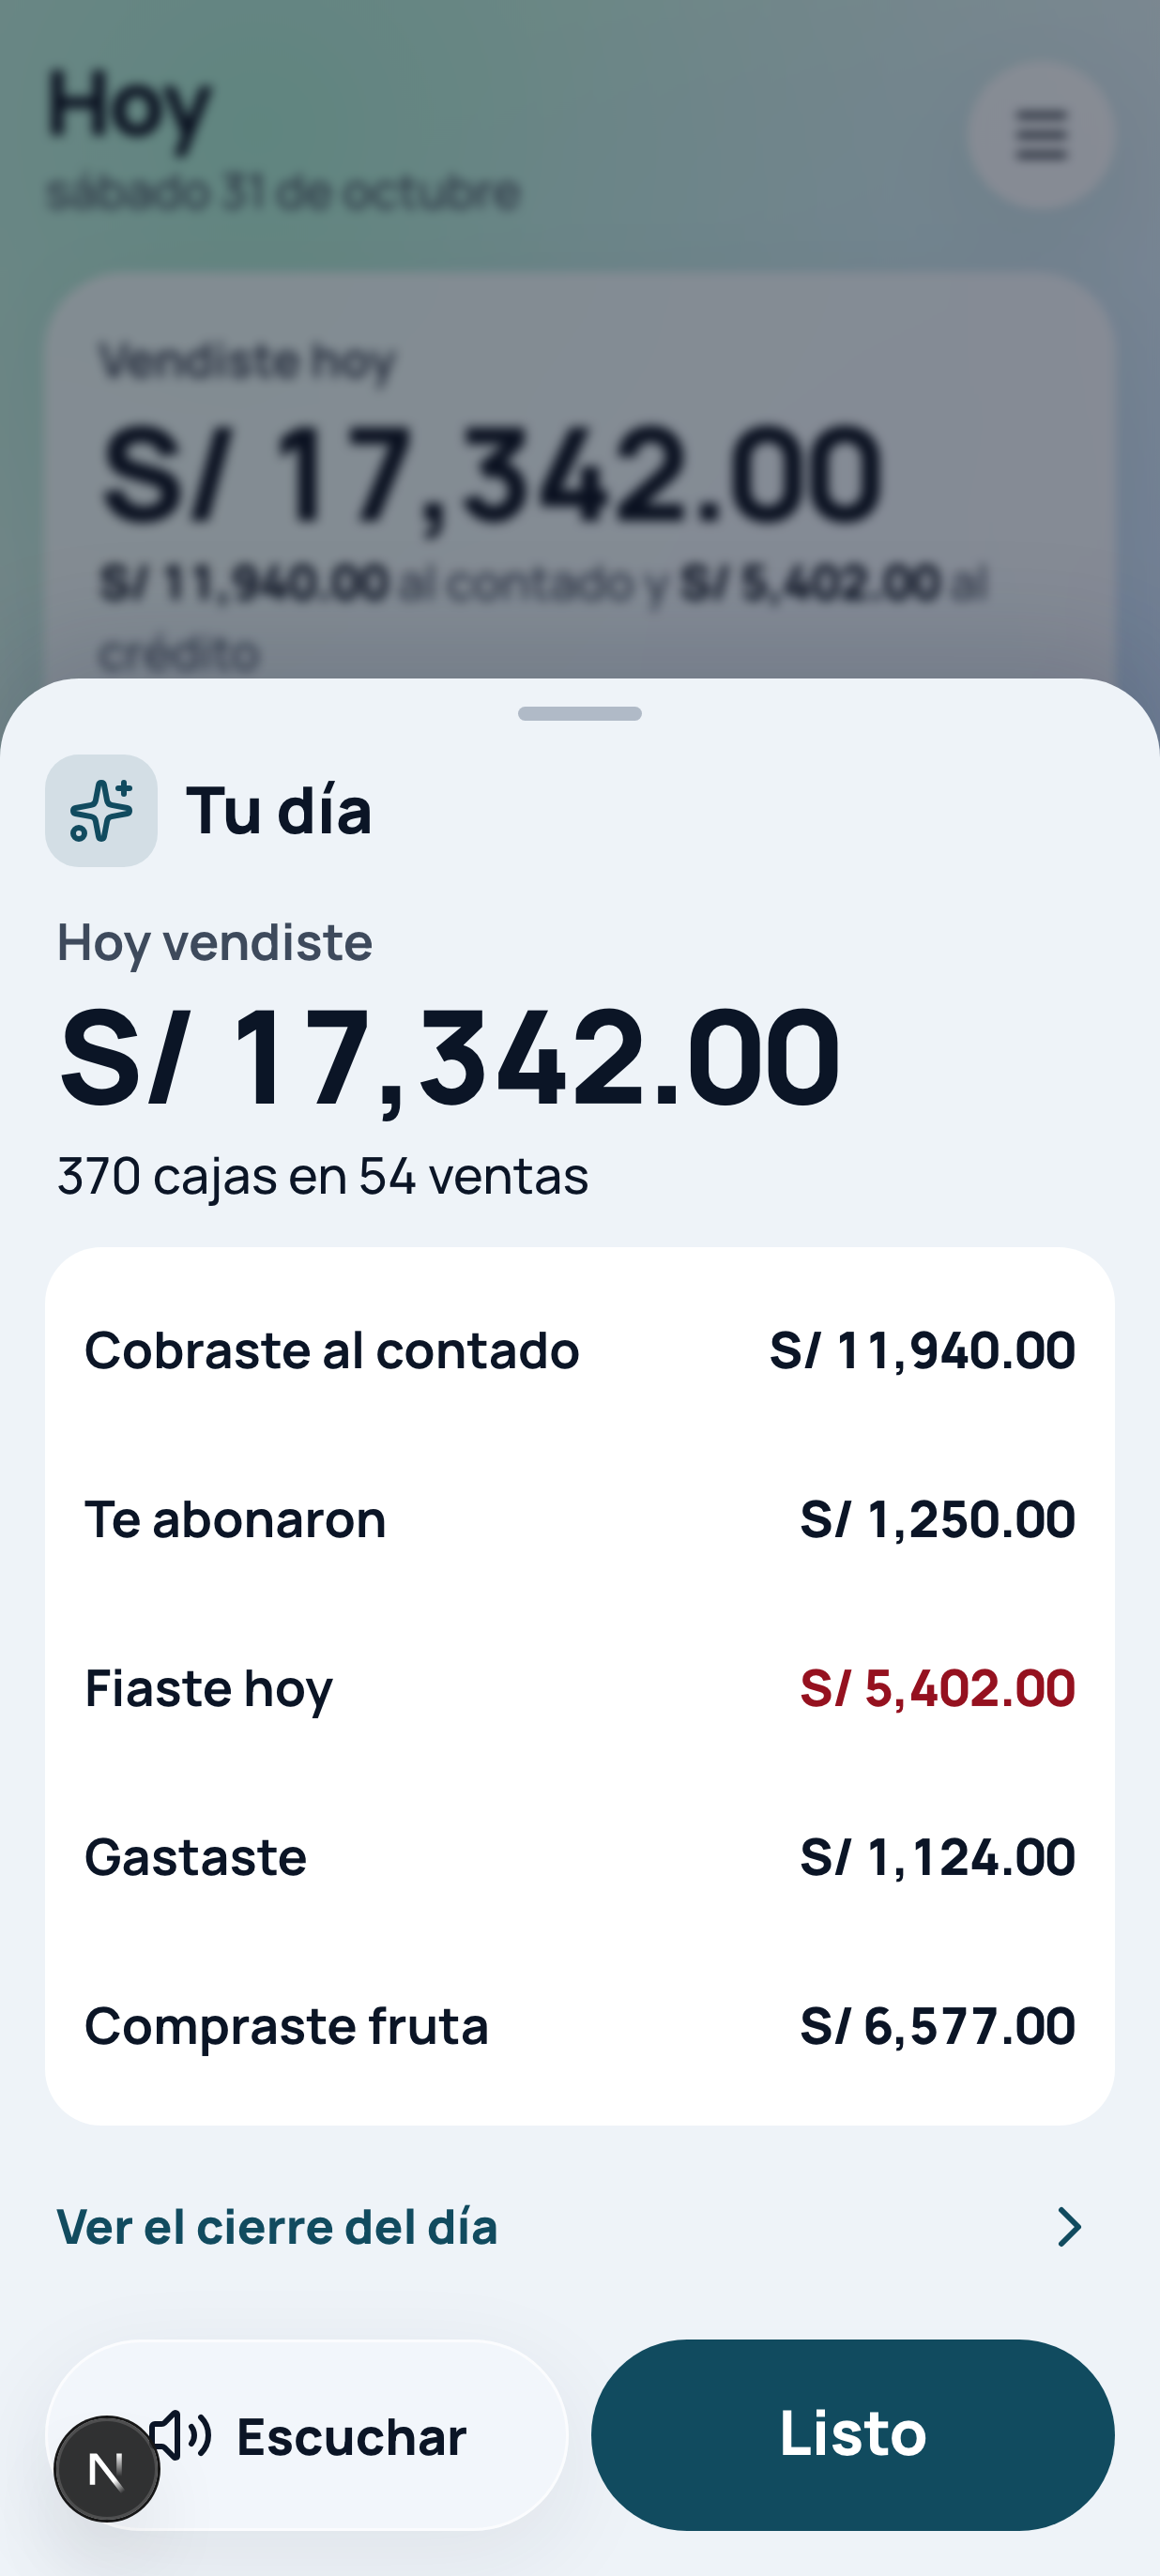 Hoy
sábado 31 de octubre
Vendiste hoy
S/ 17,342.00
S/ 11,940.00 al contado y S/ 5,402.00 al
crédito
Tu día
Hoy vendiste
S/ 17,342.00
370 cajas en 54 ventas
Cobraste al contado S/ 11,940.00
Te abonaron S/ 1,250.00
Fiaste hoy S/ 5,402.00
Gastaste S/ 1,124.00
Compraste fruta S/ 6,577.00
Ver el cierre del día
Escuchar
Listo
N